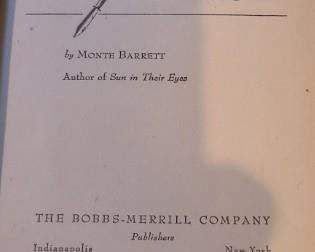 by MONTE BARRETT
Author of Sun in Their Eyes
THE BOBBS-MERRILL COMPANY
Publishers
Indianapolis New York